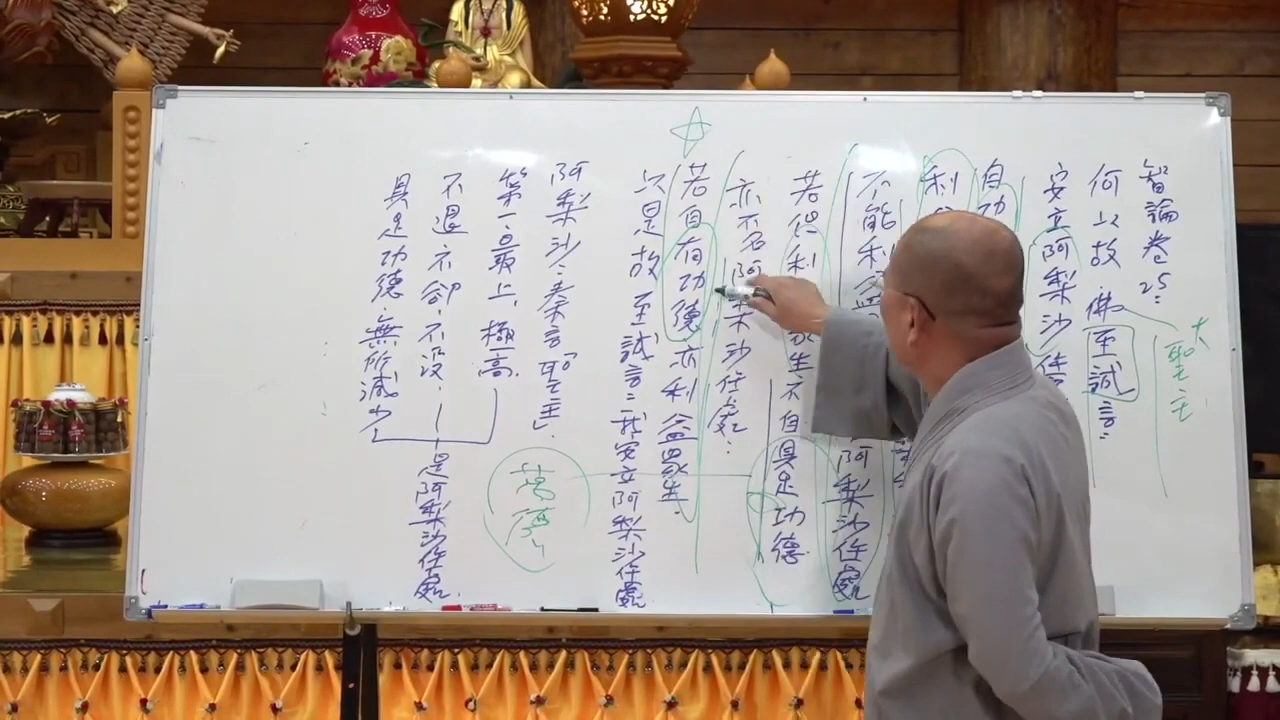 智論卷25:
何以故佛至誠言:
安立阿梨沙住
自功
利
不能利益 阿梨沙住處
若但利 眾生不自具足功德
亦不名阿梨沙住處.
若自有功德亦利益眾生.
以是故至誠言:我安立阿梨沙住處
阿梨沙:秦言「聖主」
第一、最上、極高.
不退不卻、不沒.—是阿梨沙住處.
具足功德.無所減少
大聖主